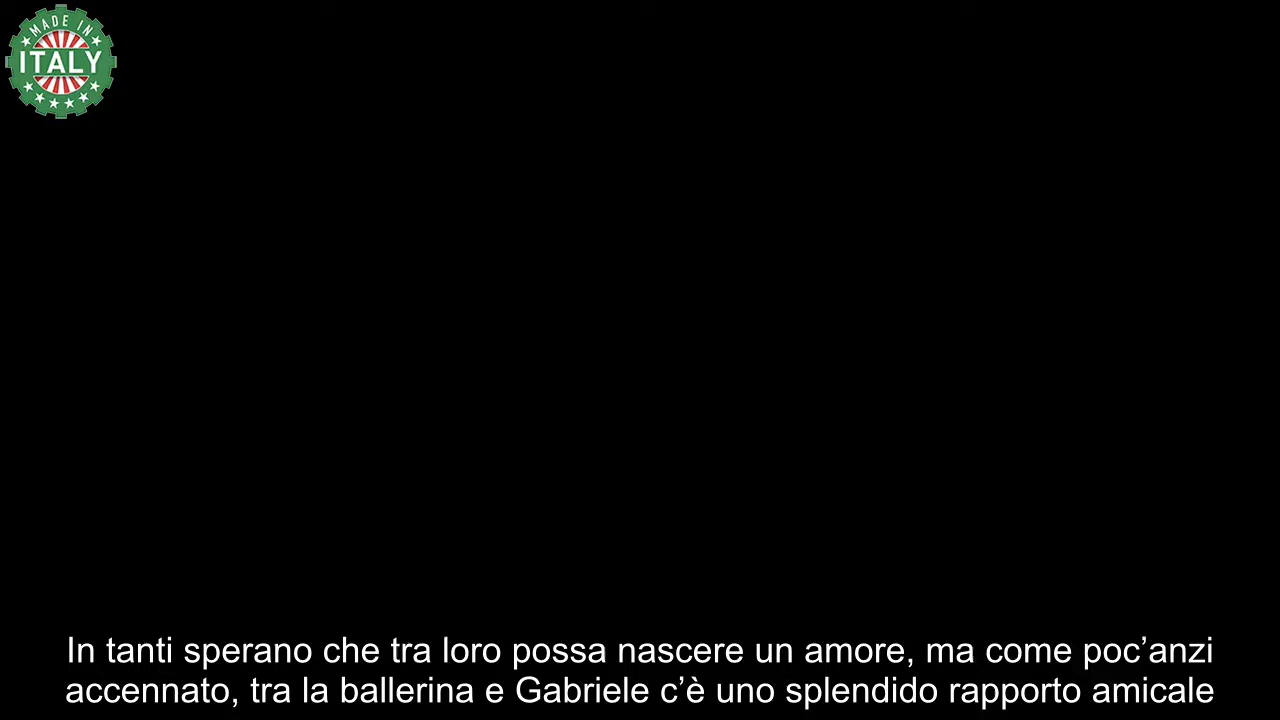 MADE IN
ITALY
In tanti sperano che tra loro possa nascere un amore, ma come poc’anzi
accennato, tra la ballerina e Gabriele c’è uno splendido rapporto amicale